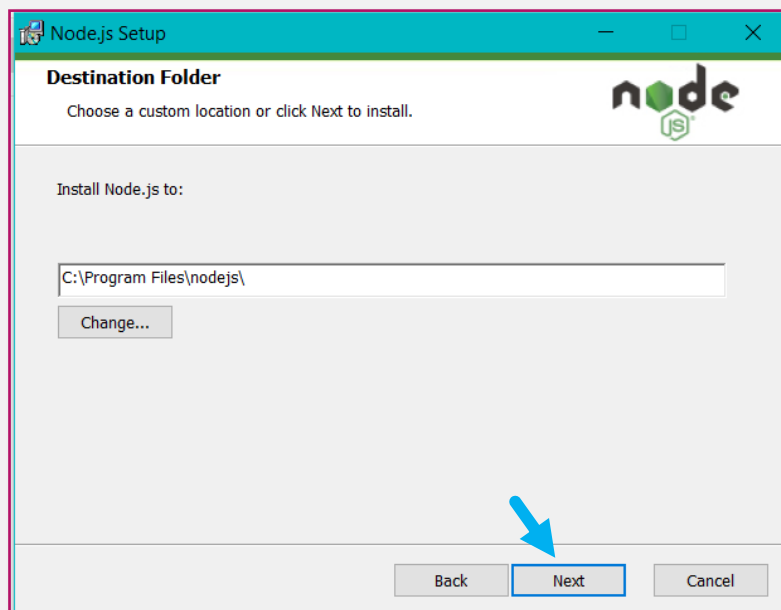 Node.js Setup
Destination Folder
Choose a custom location or click Next to install.
node
JS
Install Node.js to:
C:\Program Files\nodejs\
Change...
Back
Next
Cancel